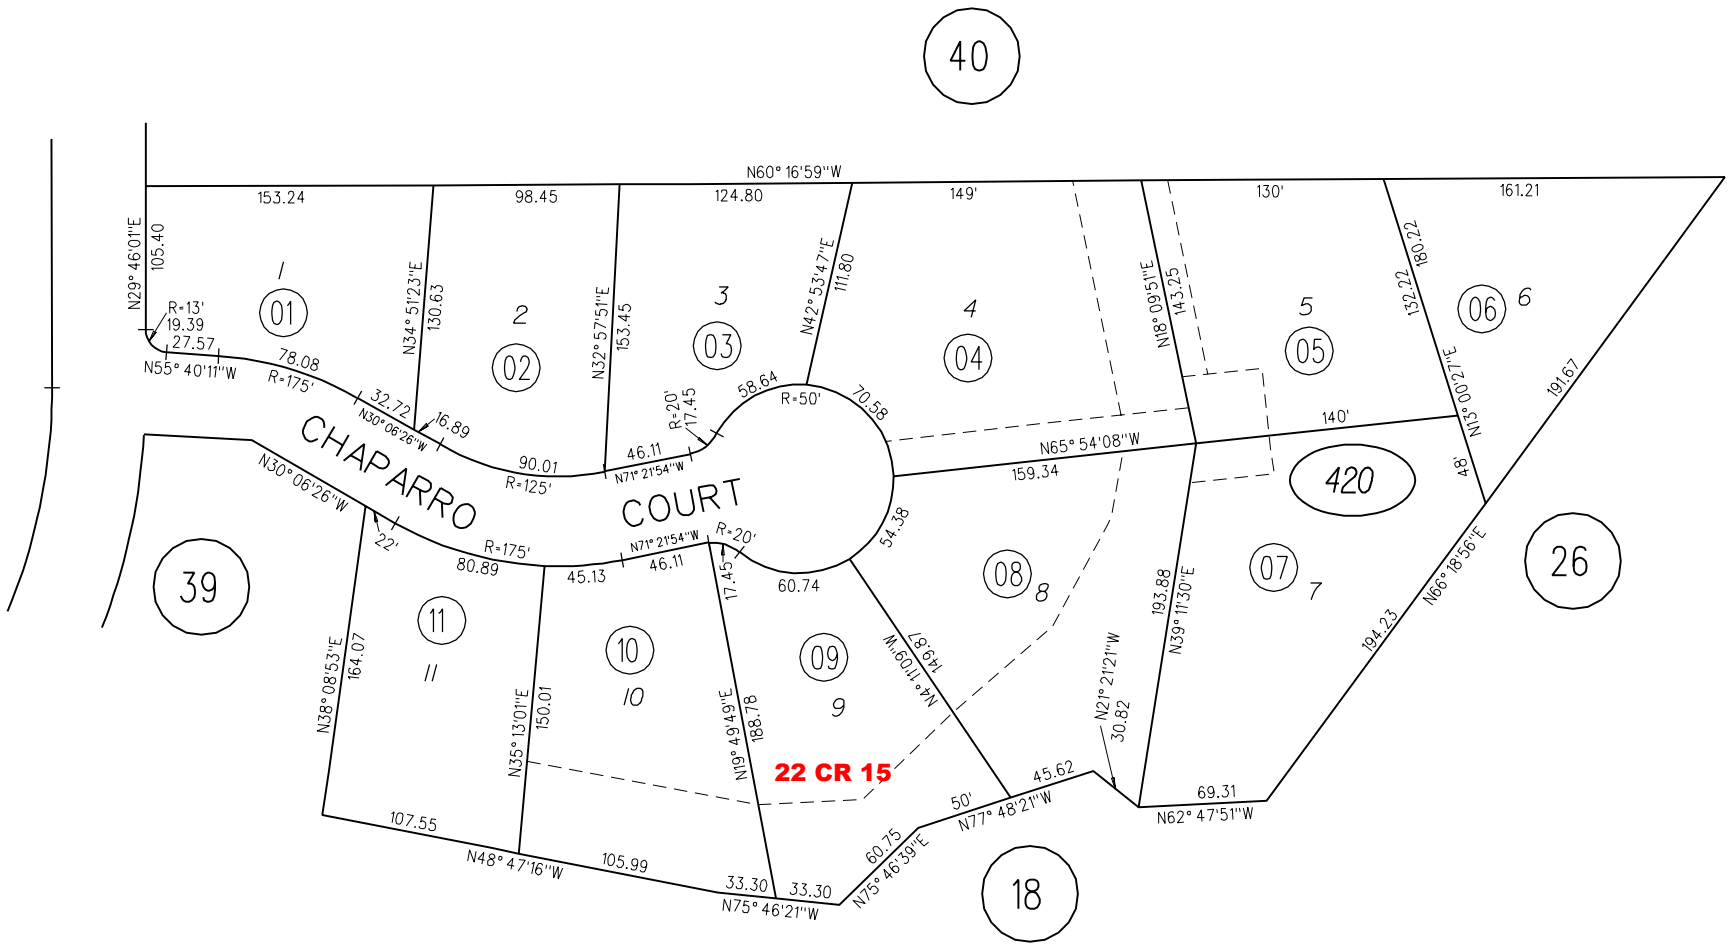 40
N60° 16'59"W
153.24
98.45
124.80
149'
130'
161.21
N29° 46'01"E
105.40
R=13'
19.39
27.57
N55° 40'11"W
78.08
R=175'
1
01
N34° 51'23"E
130.63
32.72
N30° 06'26"W
16.89
2
02
N32° 57'51"E
153.45
90.01
R=125'
3
03
46.11
N71° 21'54"W
R=20'
17.45
58.64
R=50'
N42° 53'47"E
111.80
70.58
4
04
N18° 09'51"E
143.25
5
05
180.22
132.22
06
6
N13° 00'27"E
191.67
140'
48'
N65° 54'08"W
159.34
420
CHAPARRO
COURT
N30° 06'26"W
22'
R=175'
80.89
45.13
N71° 21'54"W
46.11
R=20'
17.45
60.74
54.38
39
11
11
N38° 08'53"E
164.07
N35° 13'01"E
150.01
10
10
N19° 49'49"E
188.78
09
9
N4° 11'09"W
149.87
08
8
193.88
N39° 11'30"E
07
7
N66° 18'56"E
194.23
26
N21° 21'21"W
30.82
22 CR 15
107.55
N48° 47'16"W
105.99
33.30
33.30
N75° 46'21"W
60.75
N75° 46'39"E
50'
45.62
N77° 48'21"W
69.31
N62° 47'51"W
18